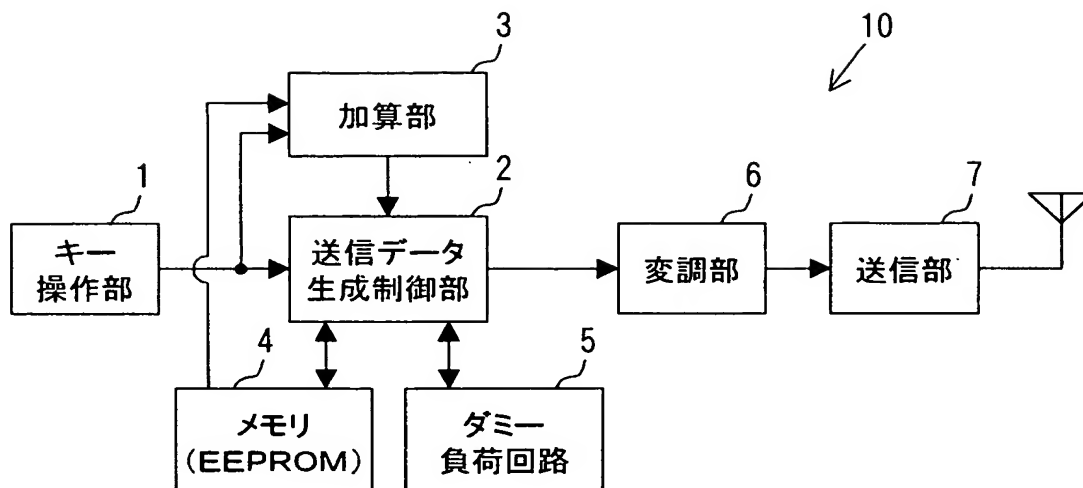 3
10
加算部
1
2
6
7
キー
操作部
送信データ
生成制御部
変調部
送信部
4
5
メモリ
(EEPROM)
ダミー
負荷回路